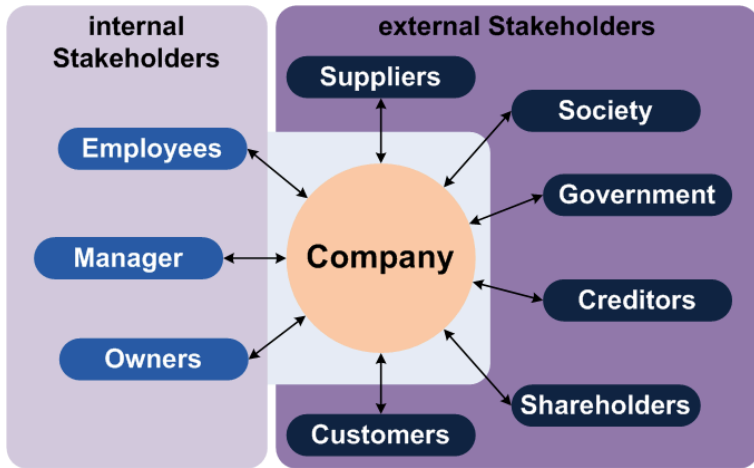 internal
Stakeholders
external Stakeholders
Suppliers
Society
Employees
Government
Manager
Company
Creditors
Owners
Shareholders
Customers